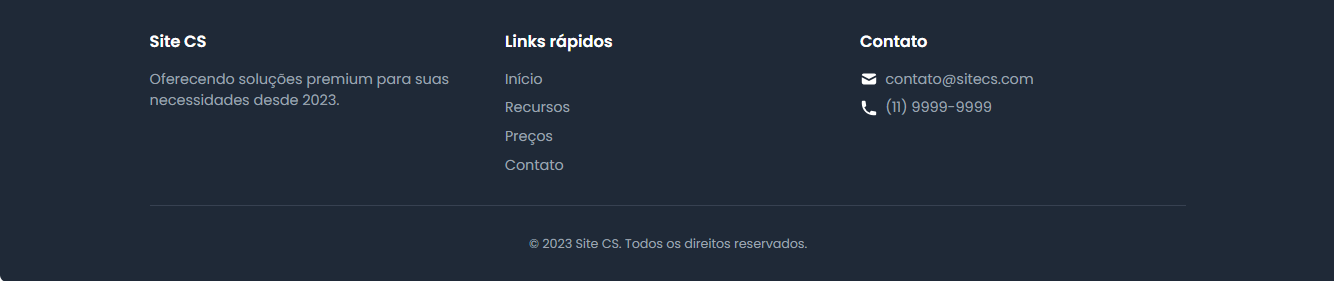 Site CS
Oferecendo soluções premium para suas
necessidades desde 2023.
Links rápidos
Início
Recursos
Preços
Contato
Contato
contato@sitecs.com
(11) 9999-9999
© 2023 Site CS. Todos os direitos reservados.